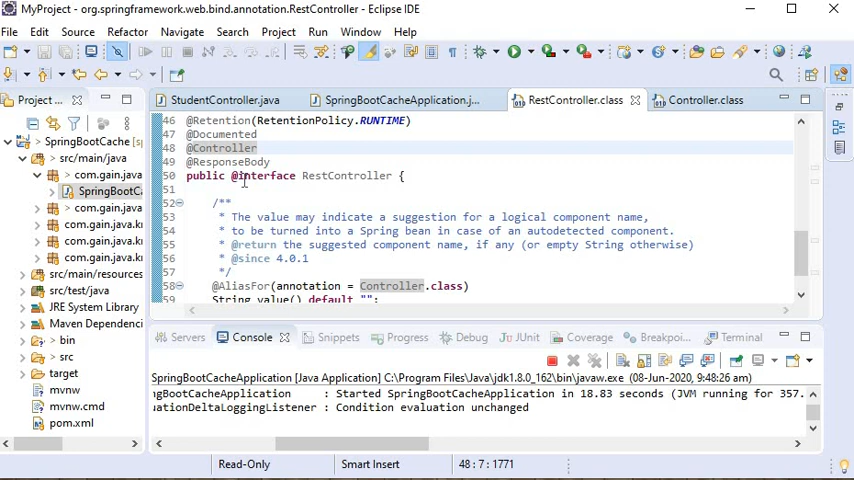 MyProject - org.springframework.web.bind.annotation.RestController - Eclipse IDE
File Edit Source Refactor Navigate Search Project Run Window Help
Project ...
StudentController.java
SpringBootCacheApplication.j...
RestController.class
Controller.class
SpringBootCache [s
src/main/java
com.gain.java
SpringBootC
com.gain.java
com.gain.java.kr
com.gain.java.kr
com.gain.java.kr
src/main/resources
src/test/java
JRE System Library
Maven Dependenci
bin
src
target
mvnw
mvnw.cmd
pom.xml
46 @Retention(RetentionPolicy.RUNTIME)
47 @Documented
48 @Controller
49 @ResponseBody
50 public @interface RestController {
51
52 /**
53 * The value may indicate a suggestion for a logical component name,
54 * to be turned into a Spring bean in case of an autodetected component.
55 * @return the suggested component name, if any (or empty String otherwise)
56 * @since 4.0.1
57 */
58 @AliasFor(annotation = Controller.class)
59 String value() default "";
Servers Console Snippets Progress Debug JUnit Coverage Breakpoi... Terminal
SpringBootCacheApplication [Java Application] C:\Program Files\Java\jdk1.8.0_162\bin\javaw.exe (08-Jun-2020, 9:48:26 am)
ngBootCacheApplication : Started SpringBootCacheApplication in 18.83 seconds (JVM running for 357.
uationDeltaLoggingListener : Condition evaluation unchanged
Read-Only Smart Insert 48 : 7 : 1771